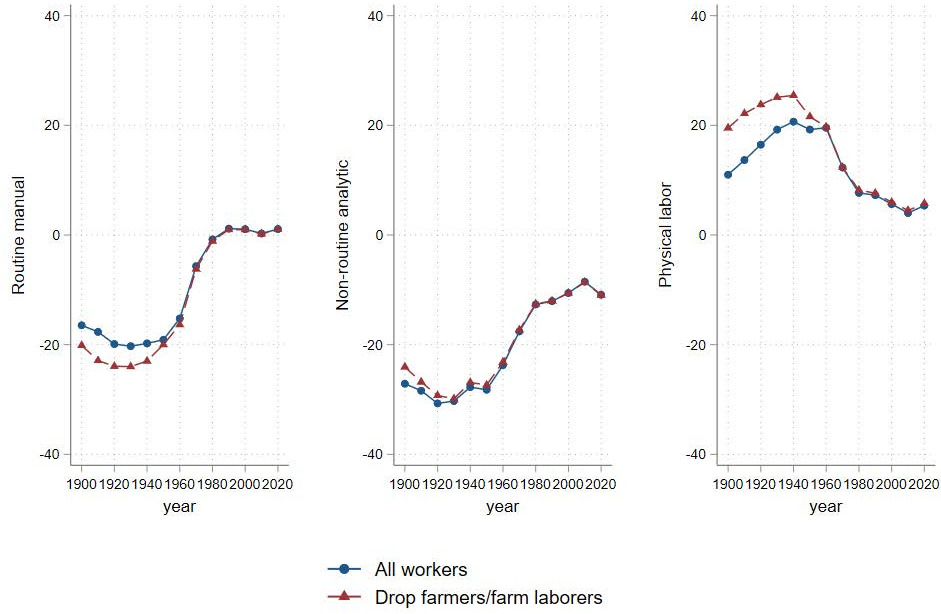 Routine manual
40
20
0
-20
-40
1900 1920 1940 1960 1980 2000 2020
year
Non-routine analytic
40
20
0
-20
-40
1900 1920 1940 1960 1980 2000 2020
year
Physical labor
40
20
0
-20
-40
1900 1920 1940 1960 1980 2000 2020
year
All workers
Drop farmers/farm laborers